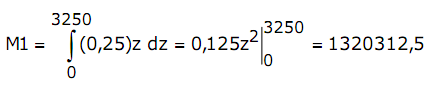 M1 = ∫₀³²⁵⁰ (0,25)z dz = 0,125z²|₀³²⁵⁰ = 1320312,5